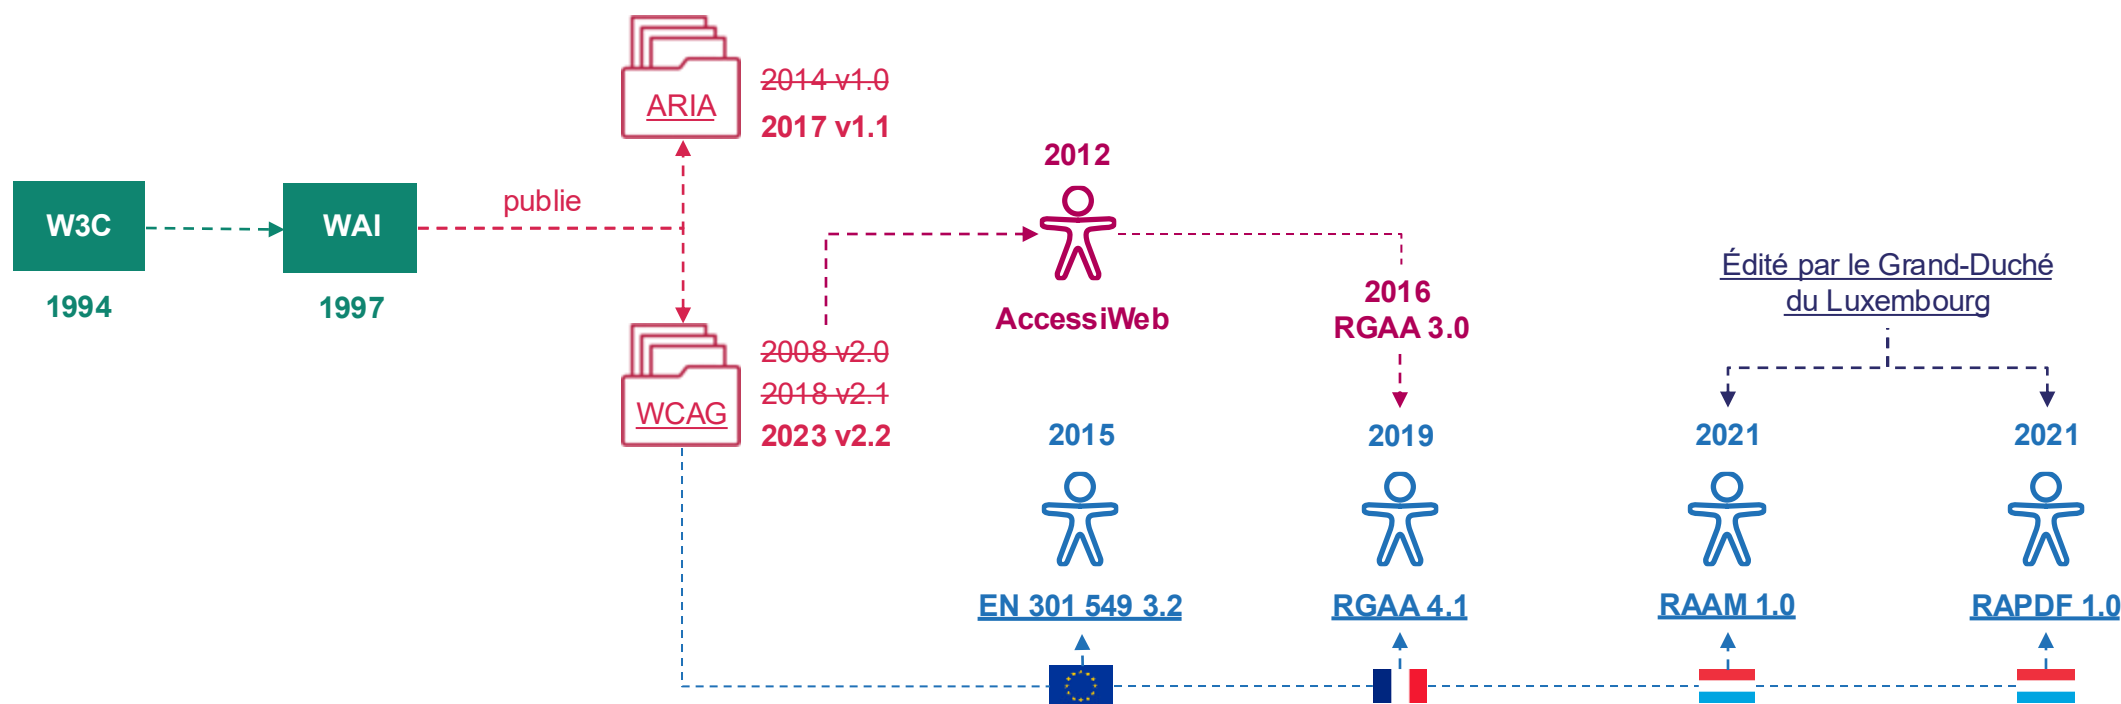 W3C
1994
WAI
1997
publie
ARIA
2014 v1.0
2017 v1.1
WCAG
2008 v2.0
2018 v2.1
2023 v2.2
2012
AccessiWeb
2016
RGAA 3.0
Édité par le Grand-Duché
du Luxembourg
2015
EN 301 549 3.2
2019
RGAA 4.1
2021
RAAM 1.0
2021
RAPDF 1.0